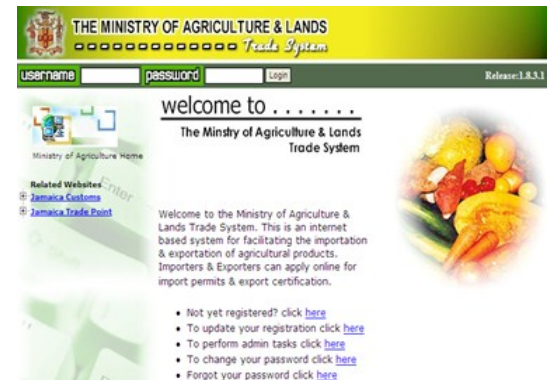 THE MINISTRY OF AGRICULTURE & LANDS
Trade System
username
password
Login
Release:1.8.3.1
welcome to . . . . . . .
The Minstry of Agriculture & Lands
Trade System
Ministry of Agriculture Home
Related Websites
Jamaica Customs
Jamaica Trade Point
Enter
Welcome to the Ministry of Agriculture &
Lands Trade System. This is an internet
based system for facilitating the importation
& exportation of agricultural products.
Importers & Exporters can apply online for
import permits & export certification.
• Not yet registered? click here
• To update your registration click here
• To perform admin tasks click here
• To change your password click here
• Forgot your password click here